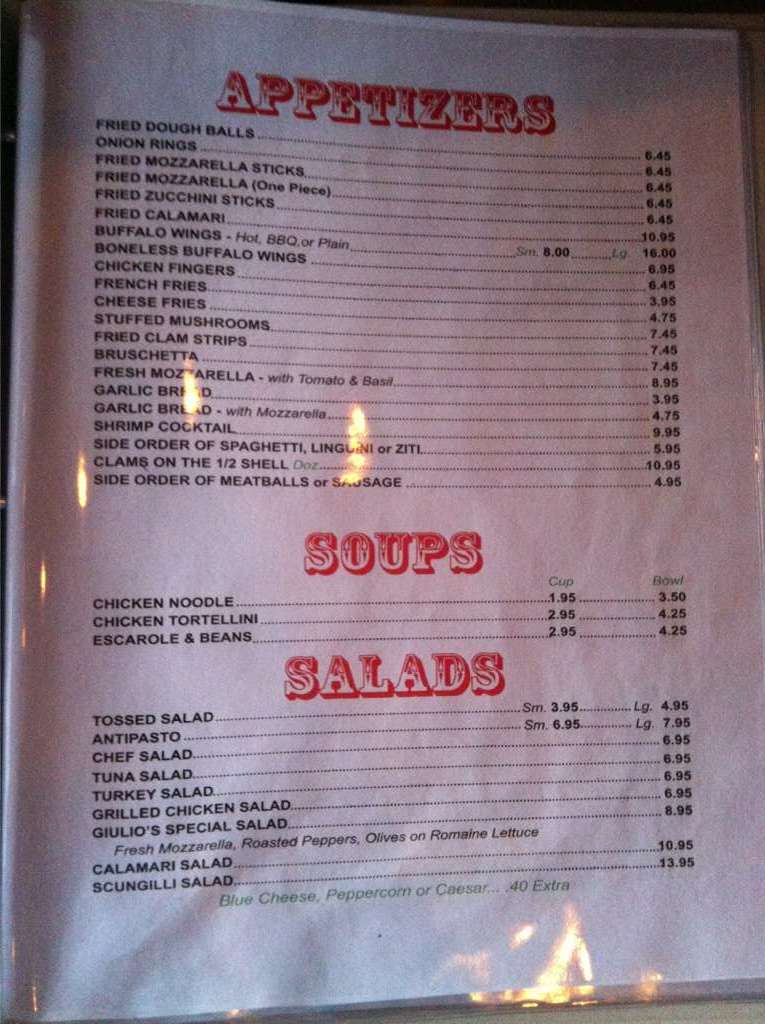 APPETIZERS
FRIED DOUGH BALLS ........ 6.45
ONION RINGS ........ 6.45
FRIED MOZZARELLA STICKS ........ 6.45
FRIED MOZZARELLA (One Piece) ........ 6.45
FRIED ZUCCHINI STICKS ........ 6.45
FRIED CALAMARI ........ 10.95
BUFFALO WINGS - Hot, BBQ, or Plain ........ Sm. 8.00 ........ Lg. 16.00
BONELESS BUFFALO WINGS ........ 6.95
CHICKEN FINGERS ........ 6.45
FRENCH FRIES ........ 3.95
CHEESE FRIES ........ 4.75
STUFFED MUSHROOMS ........ 7.45
FRIED CLAM STRIPS ........ 7.45
BRUSCHETTA ........ 7.45
FRESH MOZZARELLA - with Tomato & Basil ........ 8.95
GARLIC BREAD ........ 3.95
GARLIC BREAD - with Mozzarella ........ 4.75
SHRIMP COCKTAIL ........ 9.95
SIDE ORDER OF SPAGHETTI, LINGUINI or ZITI ........ 5.95
CLAMS ON THE 1/2 SHELL Doz ........ 10.95
SIDE ORDER OF MEATBALLS or SAUSAGE ........ 4.95
SOUPS
Cup Bowl
CHICKEN NOODLE ........ 1.95 ........ 3.50
CHICKEN TORTELLINI ........ 2.95 ........ 4.25
ESCAROLE & BEANS ........ 2.95 ........ 4.25
SALADS
TOSSED SALAD ........ Sm. 3.95 ........ Lg. 4.95
ANTIPASTO ........ Sm. 6.95 ........ Lg. 7.95
CHEF SALAD ........ 6.95
TUNA SALAD ........ 6.95
TURKEY SALAD ........ 6.95
GRILLED CHICKEN SALAD ........ 6.95
GIULIO'S SPECIAL SALAD ........ 8.95
Fresh Mozzarella, Roasted Peppers, Olives on Romaine Lettuce
CALAMARI SALAD ........ 10.95
SCUNGILLI SALAD ........ 13.95
Blue Cheese, Peppercorn or Caesar... .40 Extra